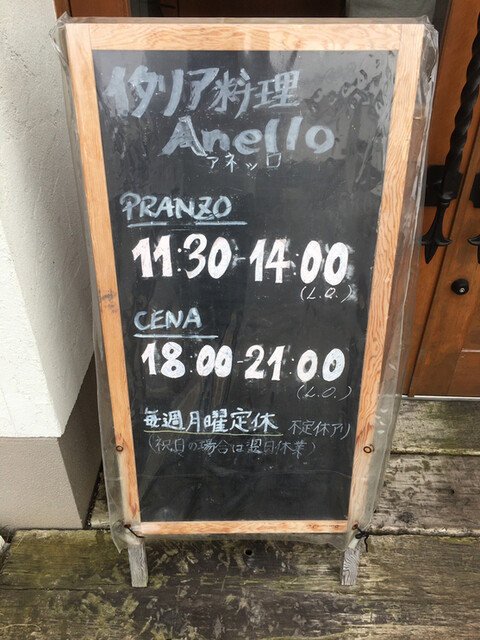 イタリア料理
Anello
アネッロ
PRANZO
11:30-14:00
(L.O.)
CENA
18:00-21:00
(L.O.)
毎週月曜定休 不定休アリ
(祝日の場合は翌日休業)